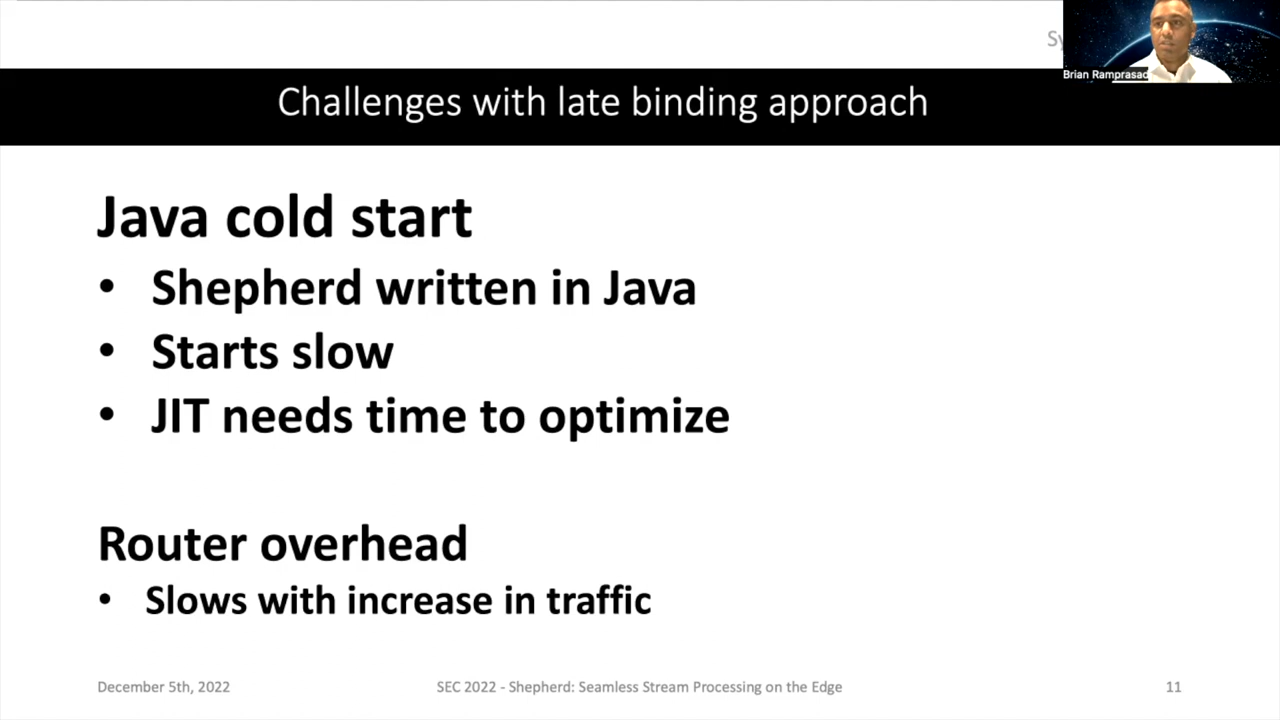 Brian Ramprasad
Challenges with late binding approach
Java cold start
• Shepherd written in Java
• Starts slow
• JIT needs time to optimize
Router overhead
• Slows with increase in traffic
December 5th, 2022
SEC 2022 - Shepherd: Seamless Stream Processing on the Edge
11